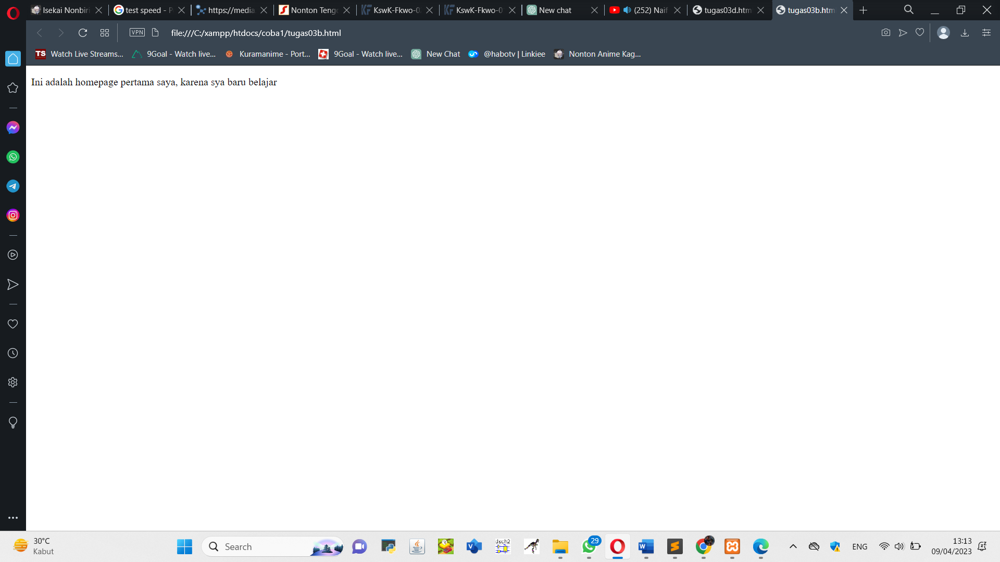 Isekai Nonbiri
test speed - P
https://media
Nonton Teng
KswK-Fkwo-0
KswK-Fkwo-0
New chat
(252) Naif
tugas03d.htm
tugas03b.htm
VPN
file:///C:/xampp/htdocs/coba1/tugas03b.html
TS Watch Live Streams...
9Goal - Watch live...
Kuramanime - Port...
9Goal - Watch live...
New Chat
@habotv | Linkiee
Nonton Anime Kag...
Ini adalah homepage pertama saya, karena sya baru belajar
30°C
Kabut
Search
dsch2
29
ENG
13:13
09/04/2023